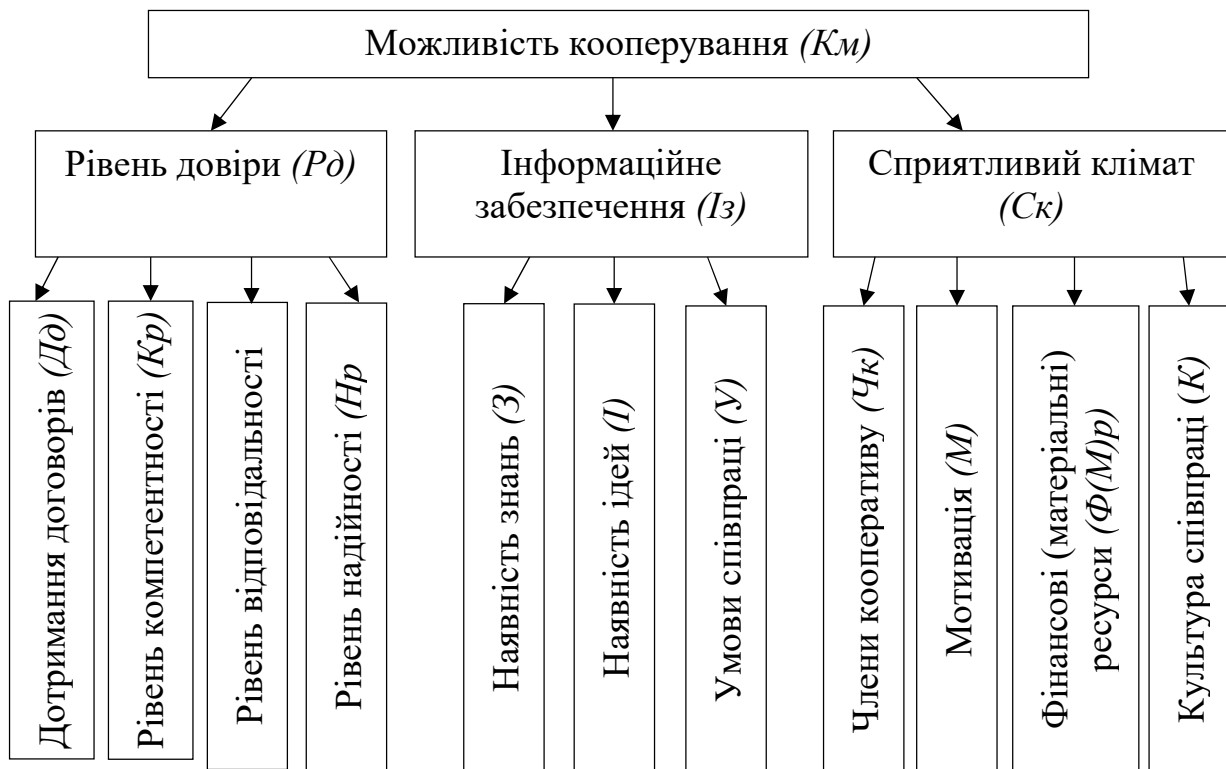 Можливість кооперування (Км)
Рівень довіри (Рд)
Інформаційне
забезпечення (Із)
Сприятливий клімат
(Ск)
Дотримання договорів (Дд)
Рівень компетентності (Кр)
Рівень відповідальності
Рівень надійності (Нр
Наявність знань (З)
Наявність ідей (І)
Умови співпраці (У)
Члени кооперативу (Чк)
Мотивація (М)
Фінансові (матеріальні)
ресурси (Ф(М)р)
Культура співпраці (К)